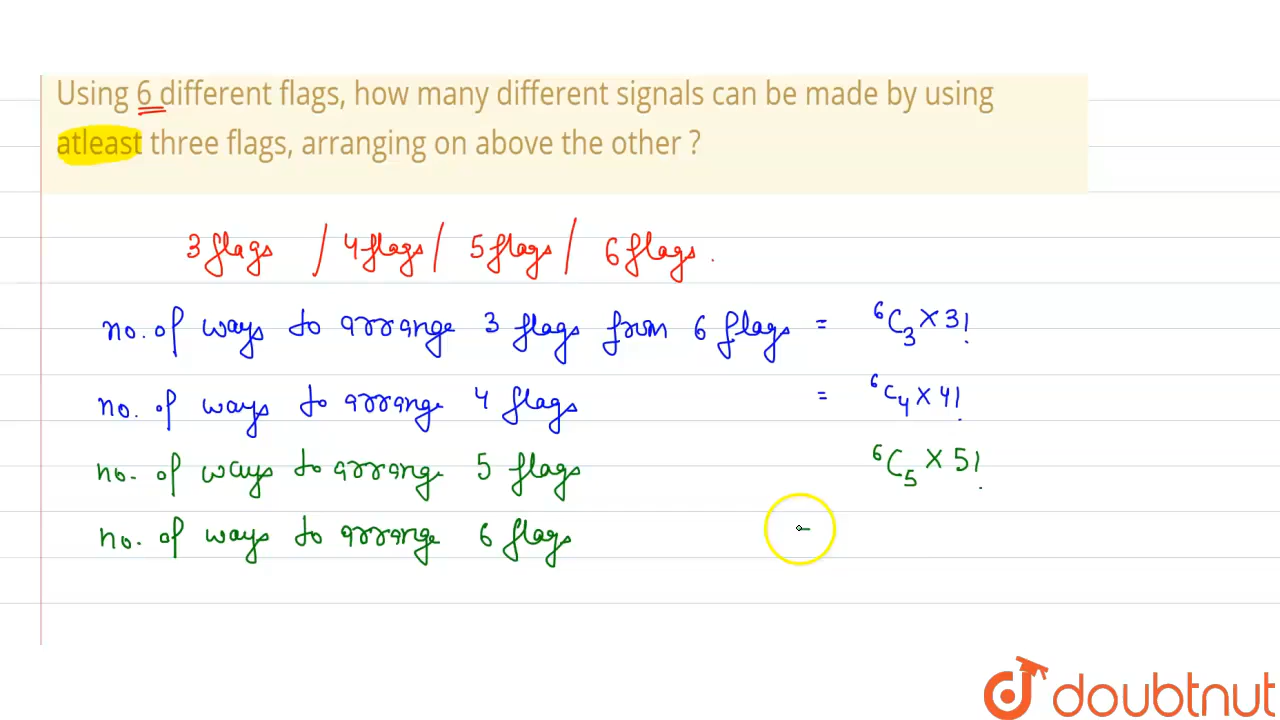 Using 6 different flags, how many different signals can be made by using
atleast three flags, arranging on above the other ?
3 flags / 4 flags / 5 flags / 6 flags.
no. of ways to arrange 3 flags from 6 flags = ⁶C₃ × 3!
no. of ways to arrange 4 flags = ⁶C₄ × 4!
no. of ways to arrange 5 flags ⁶C₅ × 5!
no. of ways to arrange 6 flags
doubtnut